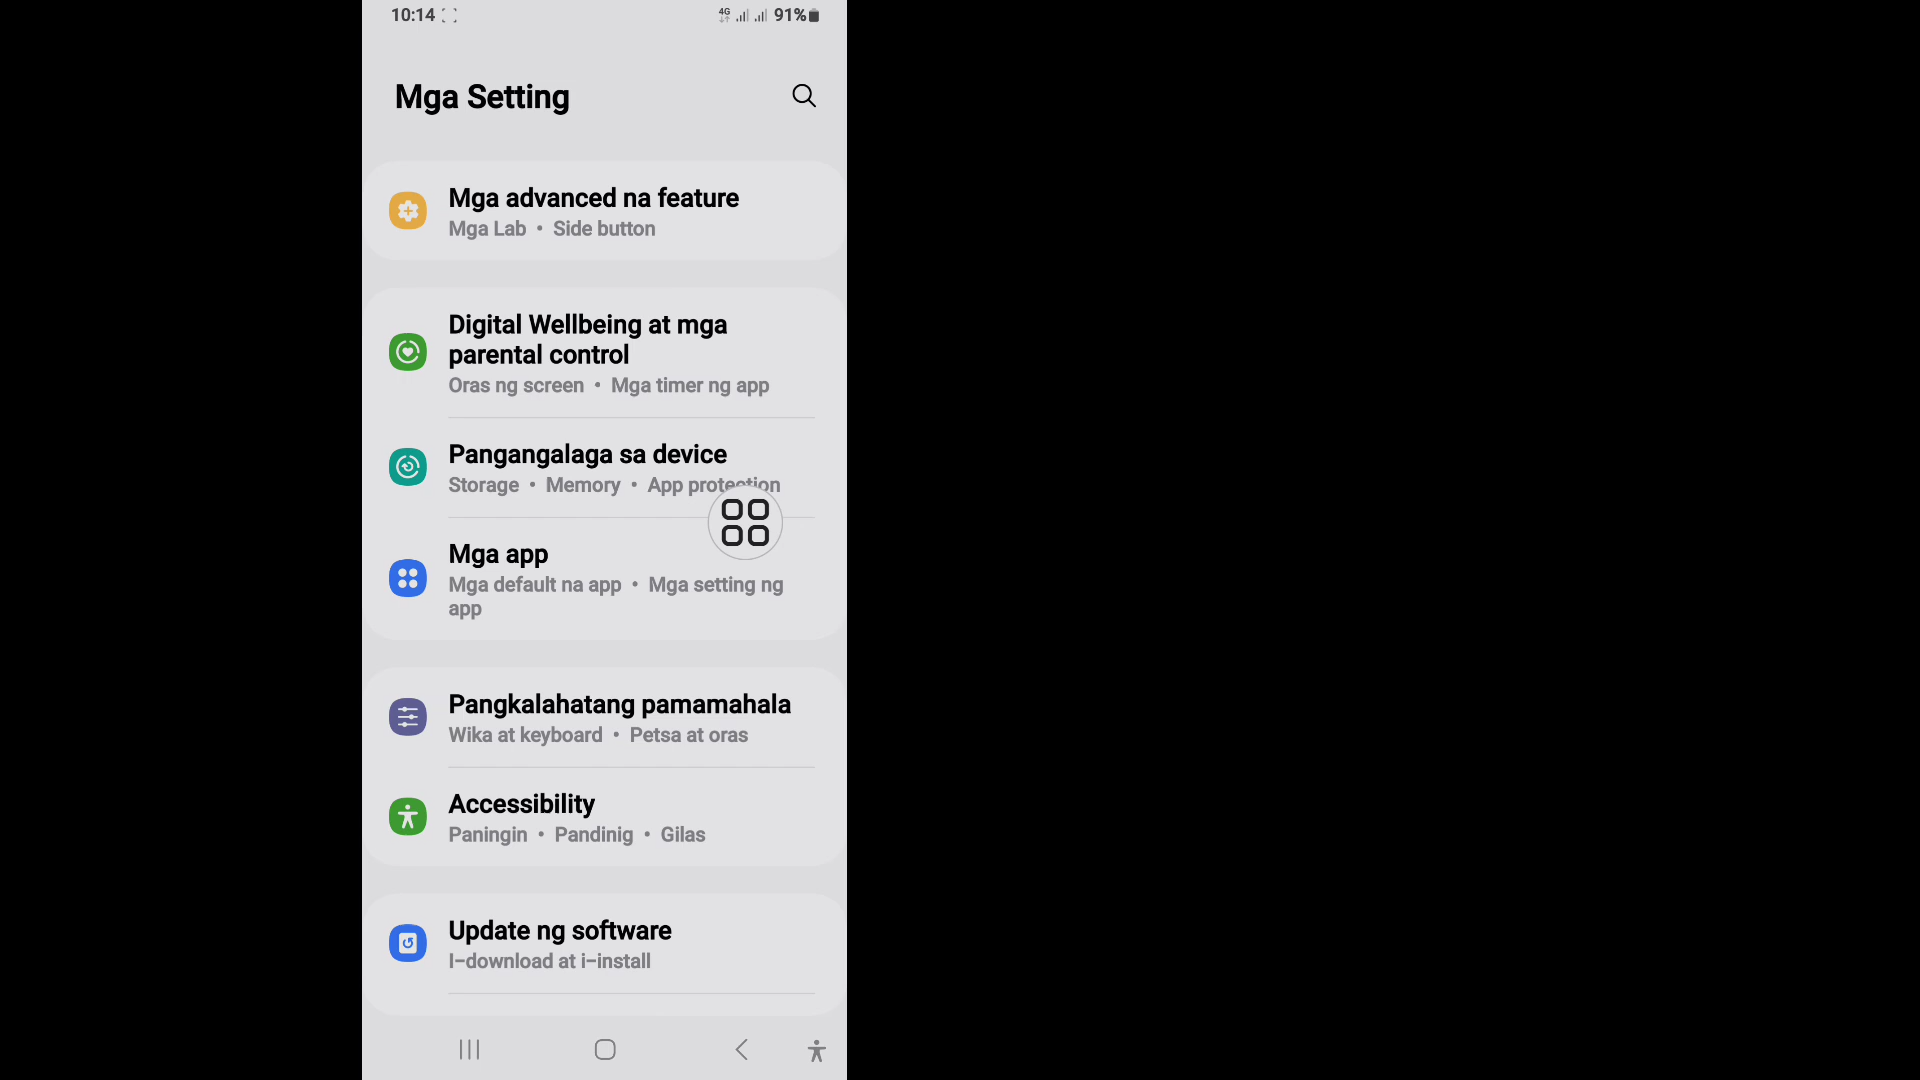 10:14 4G 91%
Mga Setting
Mga advanced na feature
Mga Lab • Side button
Digital Wellbeing at mga
parental control
Oras ng screen • Mga timer ng app
Pangangalaga sa device
Storage • Memory • App protection
Mga app
Mga default na app • Mga setting ng
app
Pangkalahatang pamamahala
Wika at keyboard • Petsa at oras
Accessibility
Paningin • Pandinig • Gilas
Update ng software
I-download at i-install